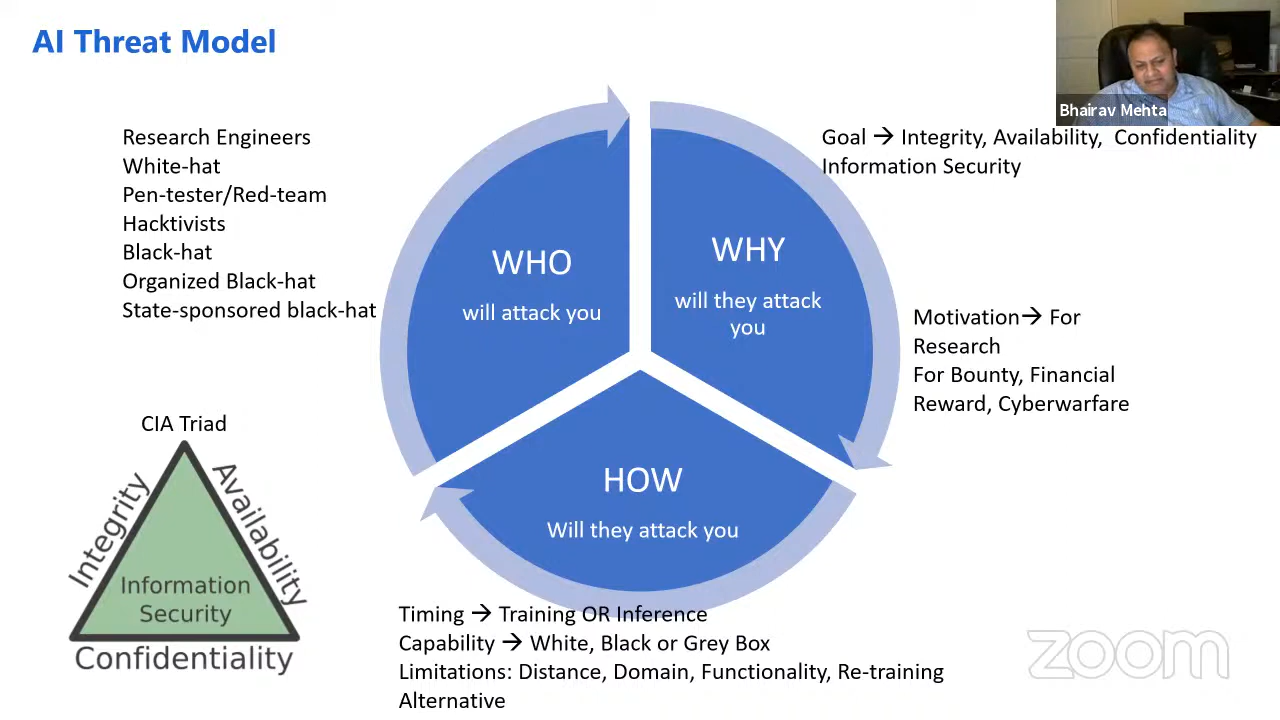 AI Threat Model
Bhairav Mehta
Research Engineers
White-hat
Pen-tester/Red-team
Hacktivists
Black-hat
Organized Black-hat
State-sponsored black-hat
WHO
will attack you
WHY
will they attack
you
Goal → Integrity, Availability,  Confidentiality
Information Security
Motivation→ For
Research
For Bounty, Financial
Reward, Cyberwarfare
CIA Triad
Integrity
Availability
Information
Security
Confidentiality
HOW
Will they attack you
Timing → Training OR Inference
Capability → White, Black or Grey Box
Limitations: Distance, Domain, Functionality, Re-training
Alternative
zoom